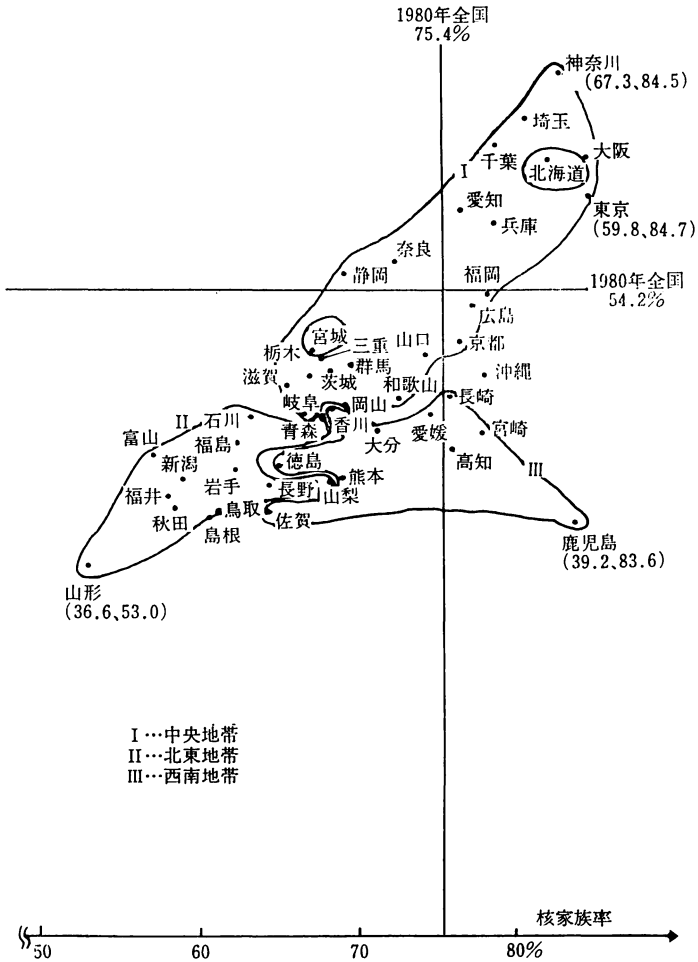 1980年全国
75.4%
神奈川
(67.3、84.5)
埼玉
千葉
大阪
I
北海道
愛知
東京
兵庫
(59.8、84.7)
奈良
静岡
福岡
1980年全国
54.2%
広島
宮城
山口
京都
栃木
三重
群馬
滋賀
茨城
沖縄
和歌山
長崎
岐阜
岡山
II
石川
青森
香川
富山
福島
大分
愛媛
宮崎
新潟
徳島
高知
III
岩手
熊本
福井
長野
山梨
秋田
鳥取
佐賀
島根
鹿児島
(39.2、83.6)
山形
(36.6、53.0)
I…中央地帯
II…北東地帯
III…西南地帯
核家族率
50
60
70
80%